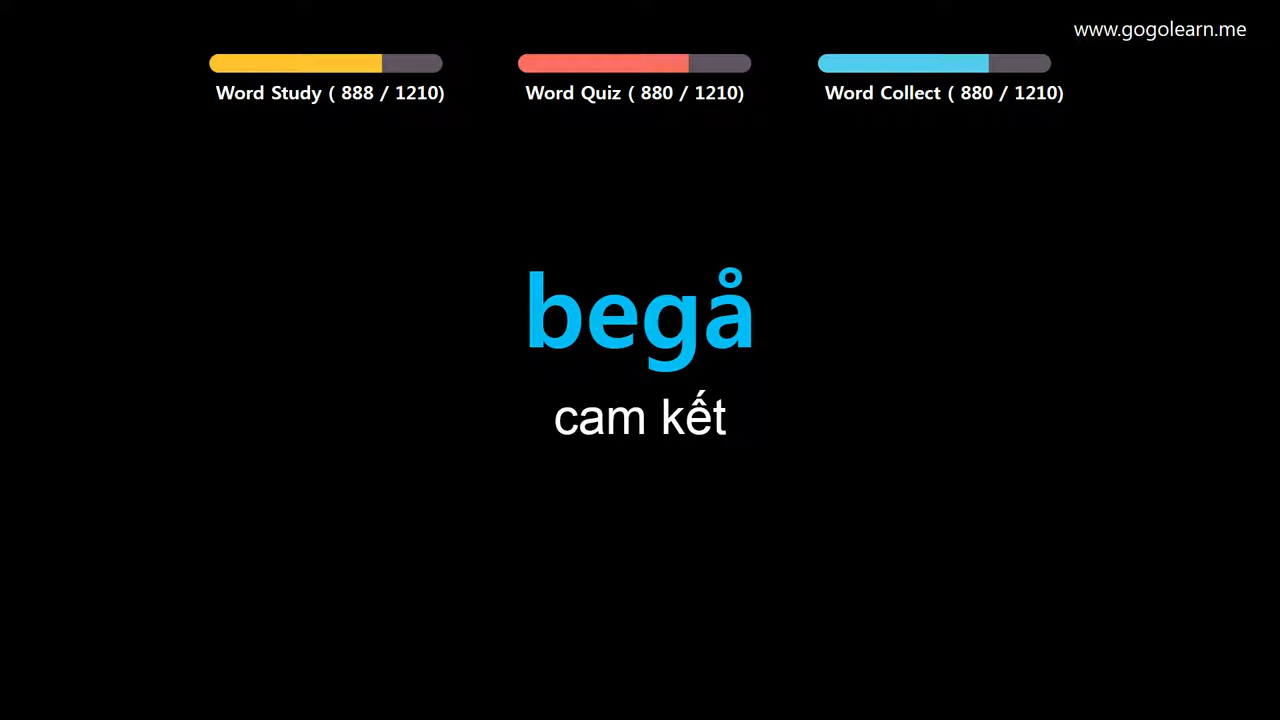 www.gogolearn.me
Word Study ( 888 / 1210)
Word Quiz ( 880 / 1210)
Word Collect ( 880 / 1210)
begå
cam kết